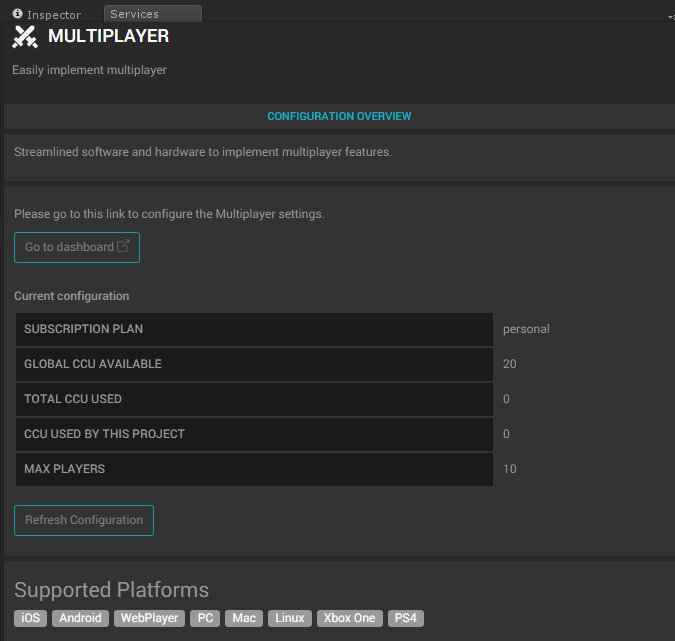 Inspector Services
MULTIPLAYER
Easily implement multiplayer
CONFIGURATION OVERVIEW
Streamlined software and hardware to implement multiplayer features.
Please go to this link to configure the Multiplayer settings.
Go to dashboard
Current configuration
SUBSCRIPTION PLAN personal
GLOBAL CCU AVAILABLE 20
TOTAL CCU USED 0
CCU USED BY THIS PROJECT 0
MAX PLAYERS 10
Refresh Configuration
Supported Platforms
iOS Android WebPlayer PC Mac Linux Xbox One PS4